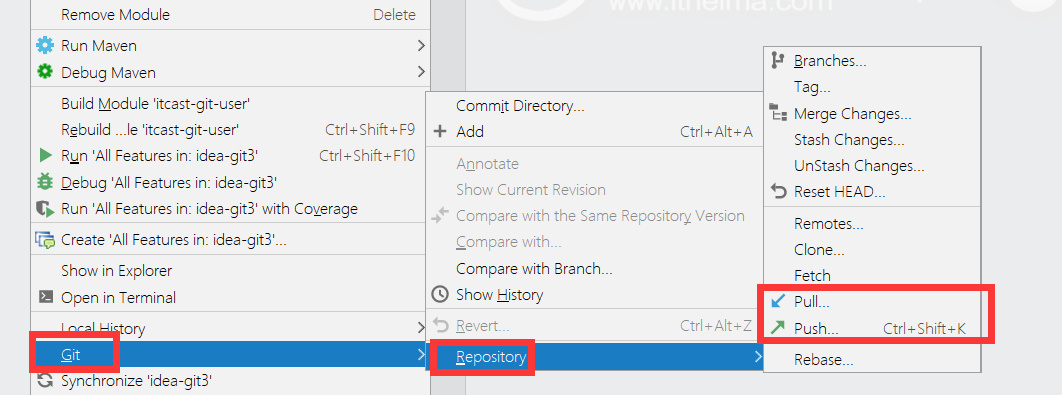 www.itheima.com
Remove Module Delete
Run Maven
Debug Maven
Build Module 'itcast-git-user'
Rebuild ...le 'itcast-git-user' Ctrl+Shift+F9
Run 'All Features in: idea-git3' Ctrl+Shift+F10
Debug 'All Features in: idea-git3'
Run 'All Features in: idea-git3' with Coverage
Create 'All Features in: idea-git3'...
Show in Explorer
Open in Terminal
Local History
Git
Synchronize 'idea-git3'
Commit Directory...
Add Ctrl+Alt+A
Annotate
Show Current Revision
Compare with the Same Repository Version
Compare with...
Compare with Branch...
Show History
Revert... Ctrl+Alt+Z
Repository
Branches...
Tag...
Merge Changes...
Stash Changes...
UnStash Changes...
Reset HEAD...
Remotes...
Clone...
Fetch
Pull...
Push... Ctrl+Shift+K
Rebase...